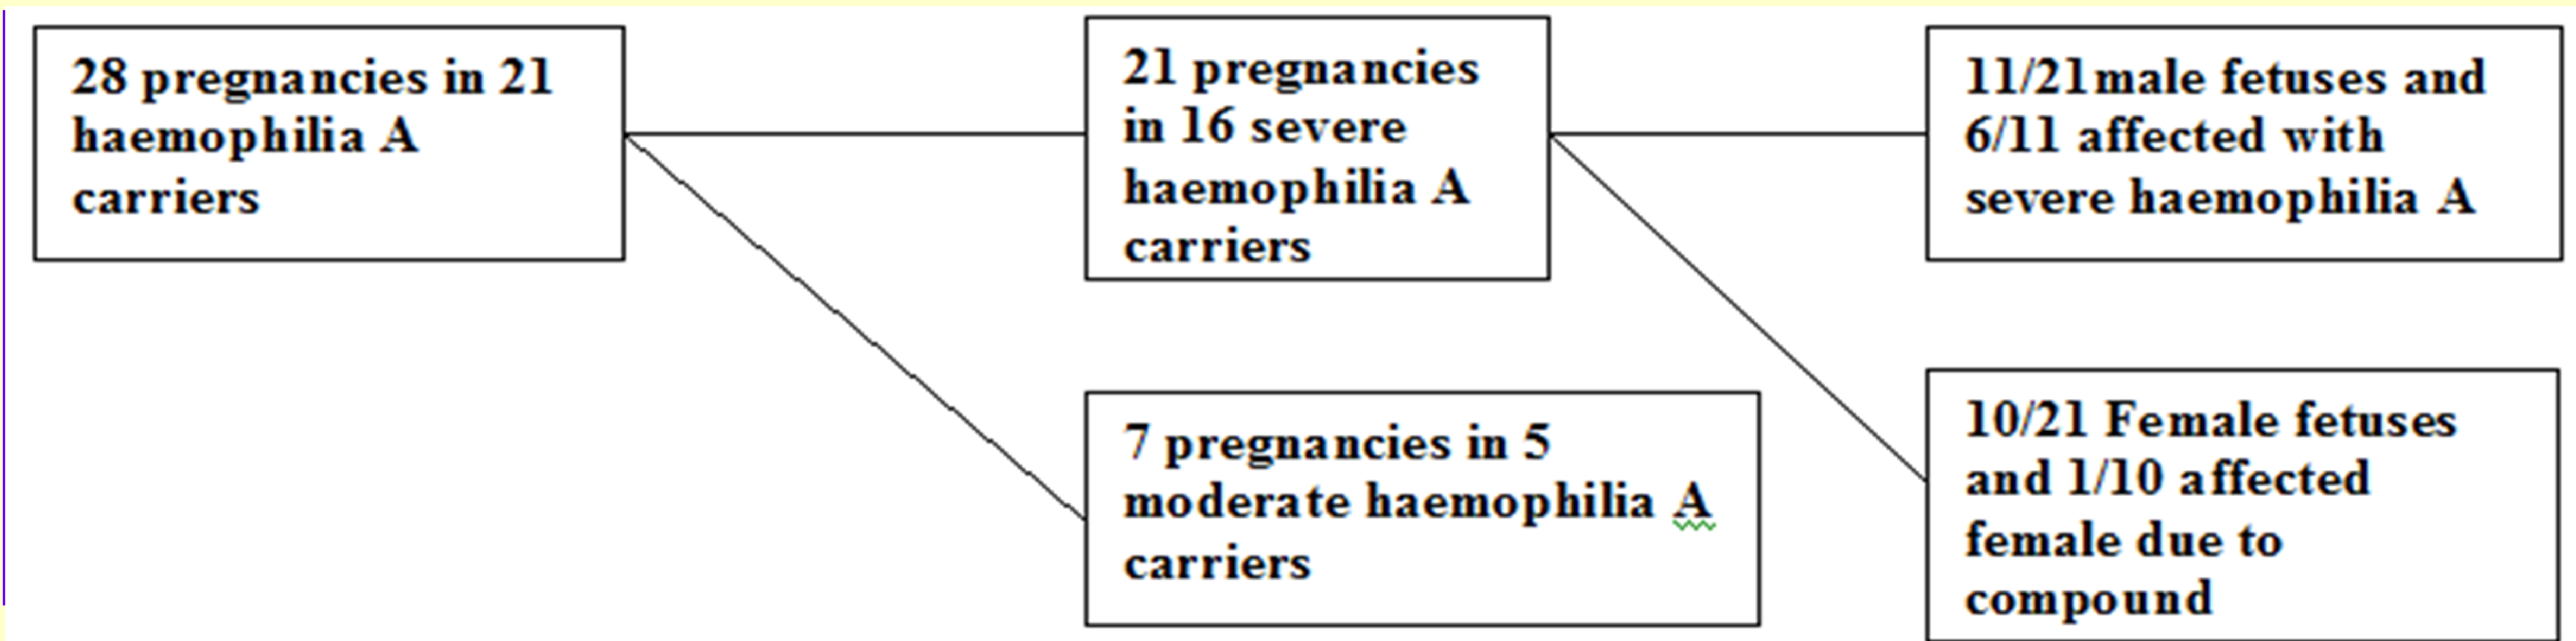 28 pregnancies in 21
haemophilia A
carriers
21 pregnancies
in 16 severe
haemophilia A
carriers
11/21male fetuses and
6/11 affected with
severe haemophilia A
7 pregnancies in 5
moderate haemophilia A
carriers
10/21 Female fetuses
and 1/10 affected
female due to
compound